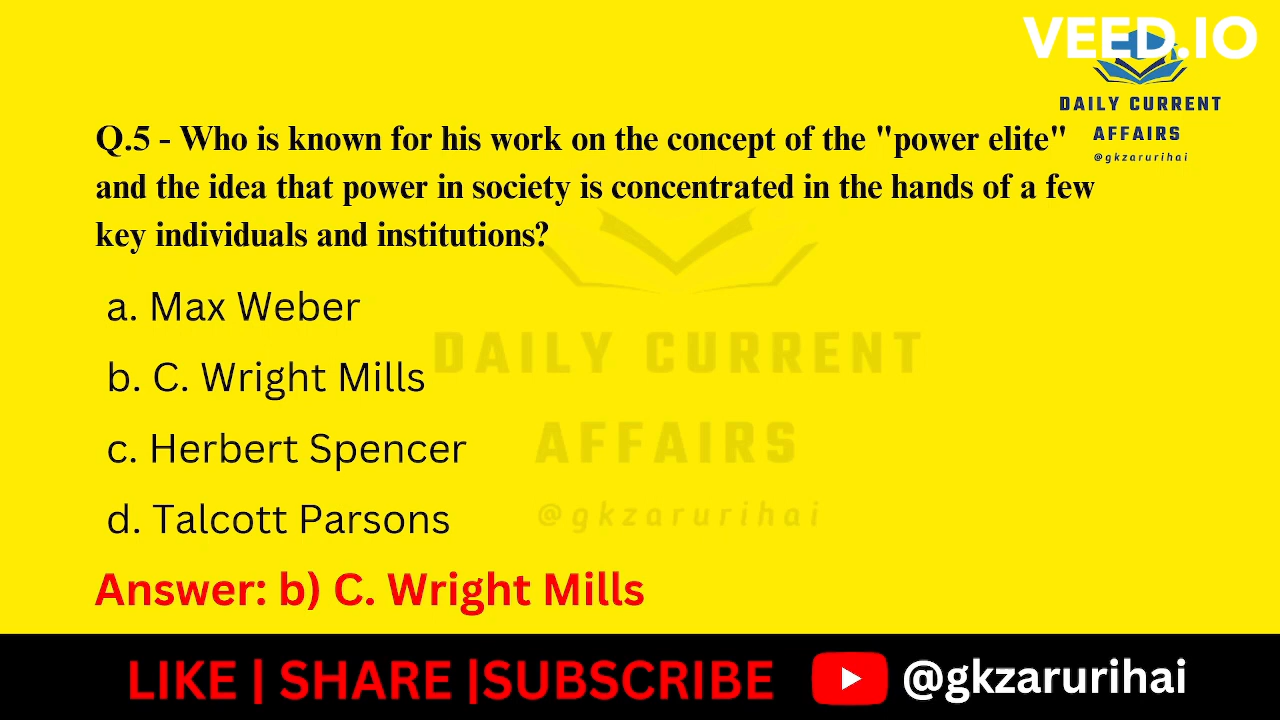 VEED.IO
DAILY CURRENT
AFFAIRS
@gkzarurihai
Q.5 - Who is known for his work on the concept of the "power elite"
and the idea that power in society is concentrated in the hands of a few
key individuals and institutions?
a. Max Weber
b. C. Wright Mills
c. Herbert Spencer
d. Talcott Parsons
DAILY CURRENT
AFFAIRS
@gkzarurihai
Answer: b) C. Wright Mills
LIKE | SHARE |SUBSCRIBE @gkzarurihai